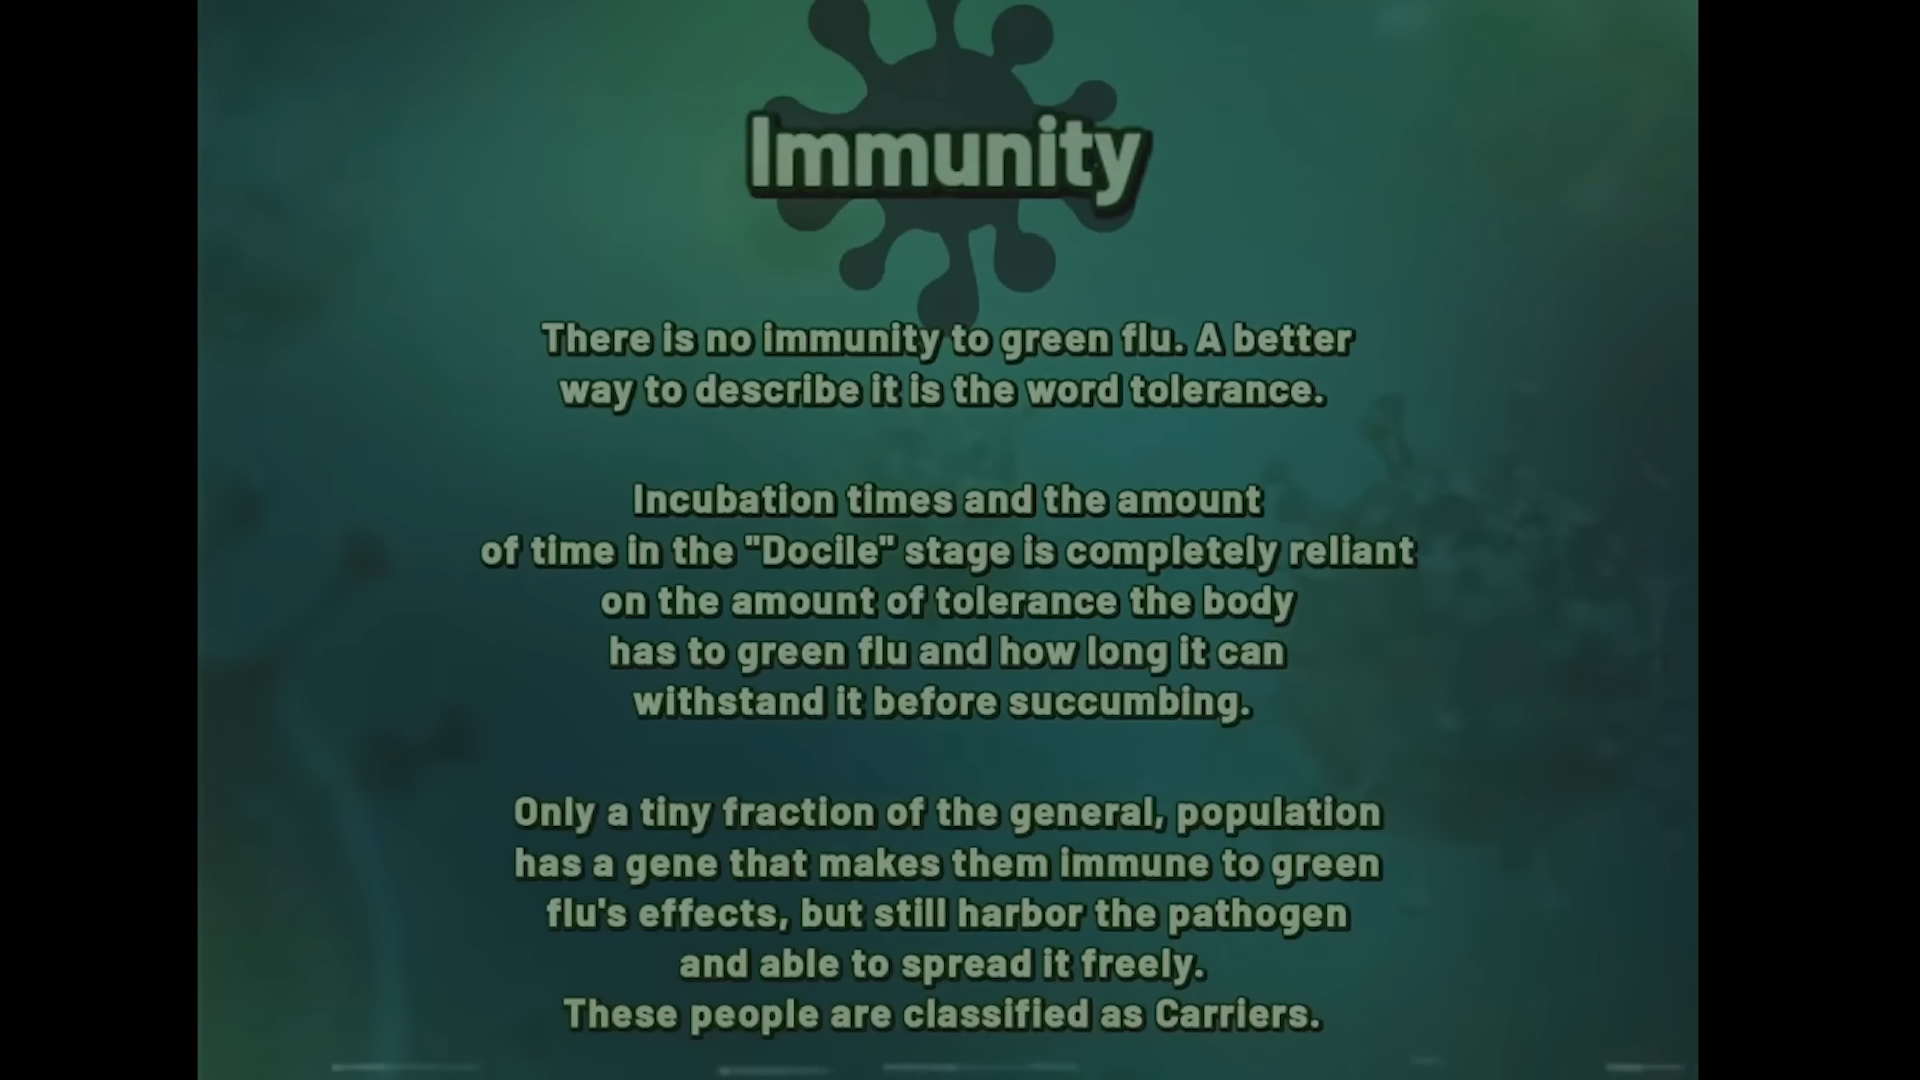 Immunity
There is no immunity to green flu. A better
way to describe it is the word tolerance.
Incubation times and the amount
of time in the "Docile" stage is completely reliant
on the amount of tolerance the body
has to green flu and how long it can
withstand it before succumbing.
Only a tiny fraction of the general, population
has a gene that makes them immune to green
flu's effects, but still harbor the pathogen
and able to spread it freely.
These people are classified as Carriers.